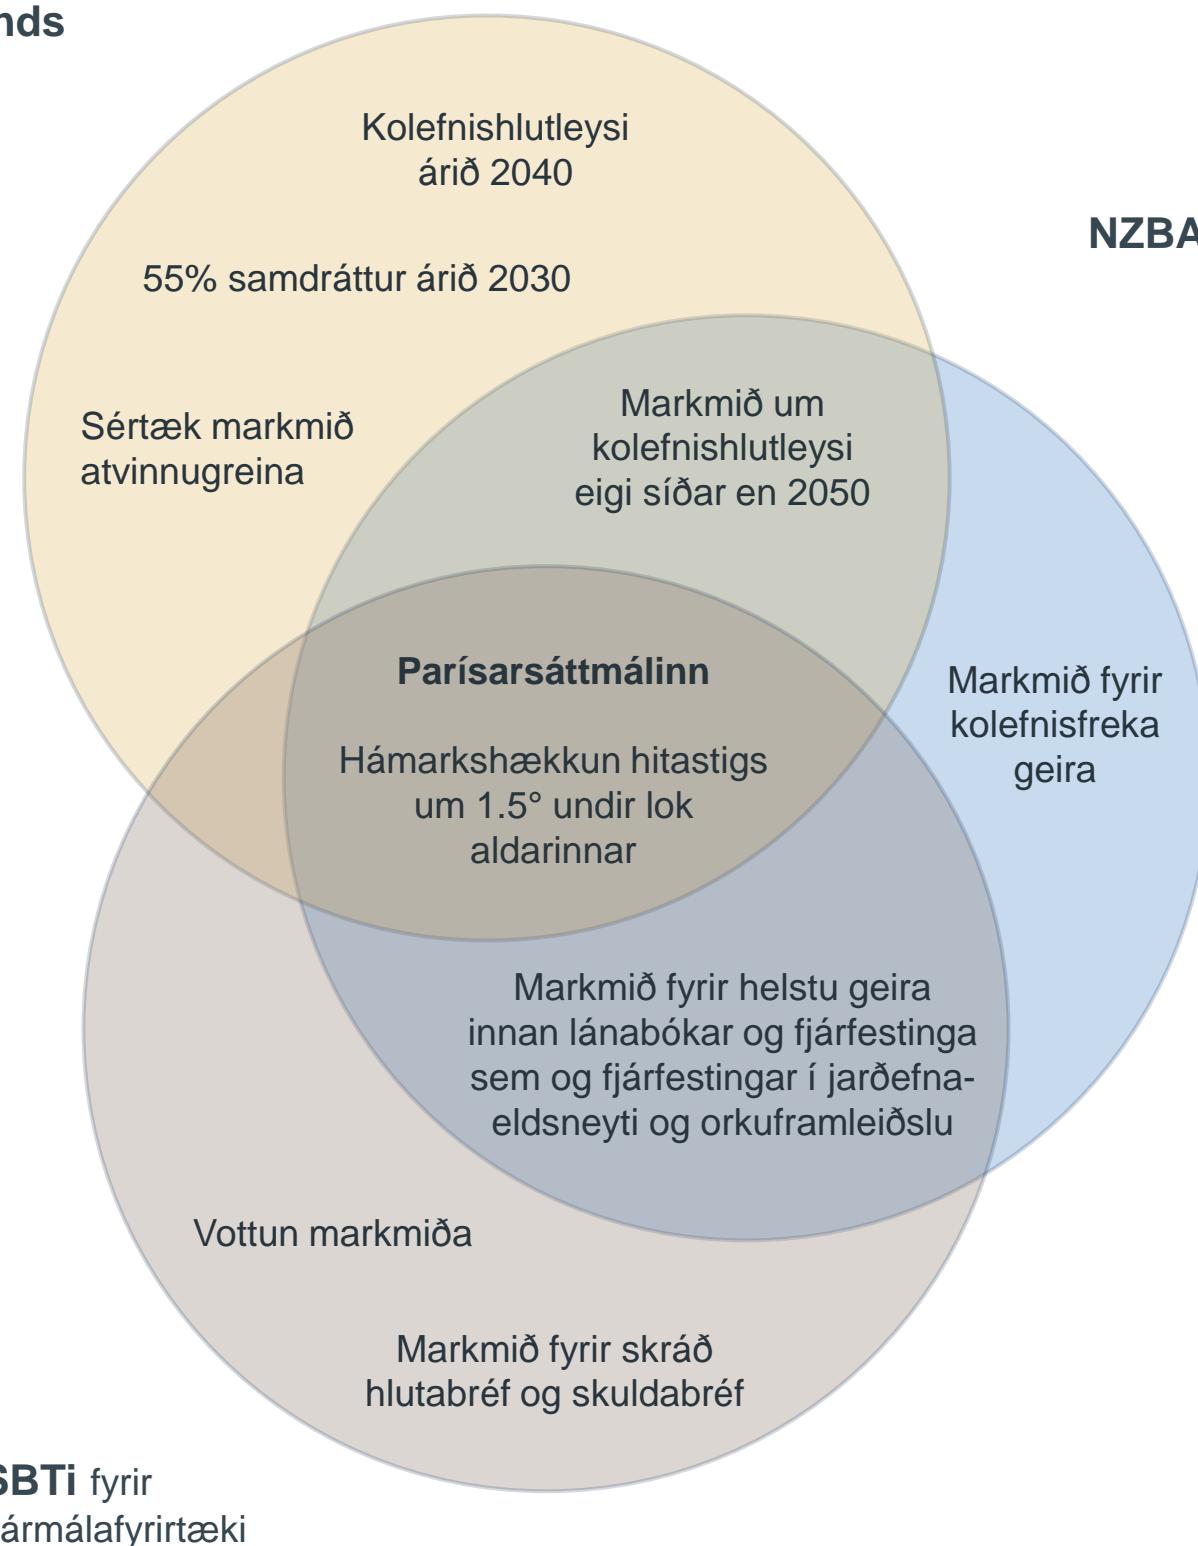 nds
Kolefnishlutleysi
árið 2040
NZBA
55% samdráttur árið 2030
Markmið um
kolefnishlutleysi
eigi síðar en 2050
Sértæk markmið
atvinnugreina
Parísarsáttmálinn
Hámarkshækkun hitastigs
um 1.5° undir lok
aldarinnar
Markmið fyrir
kolefnisfreka
geira
Markmið fyrir helstu geira
innan lánabókar og fjárfestinga
sem og fjárfestingar í jarðefna-
eldsneyti og orkuframleiðslu
Vottun markmiða
Markmið fyrir skráð
hlutabréf og skuldabréf
SBTi fyrir
ármálafyrirtæki